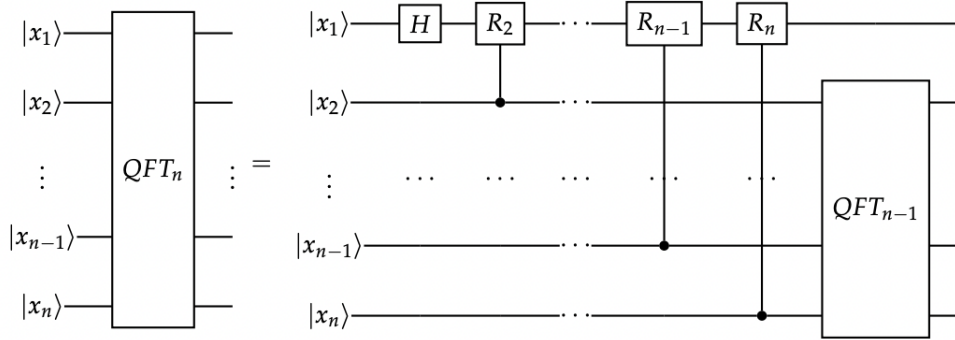 |x₁⟩ |x₁⟩ H R₂ ⋯ Rₙ₋₁ Rₙ
|x₂⟩ |x₂⟩ ⋯
⋮ QFTₙ ⋮ = ⋮ ⋯ ⋯ ⋯ ⋯ ⋯ QFTₙ₋₁
|xₙ₋₁⟩ |xₙ₋₁⟩ ⋯
|xₙ⟩ |xₙ⟩ ⋯